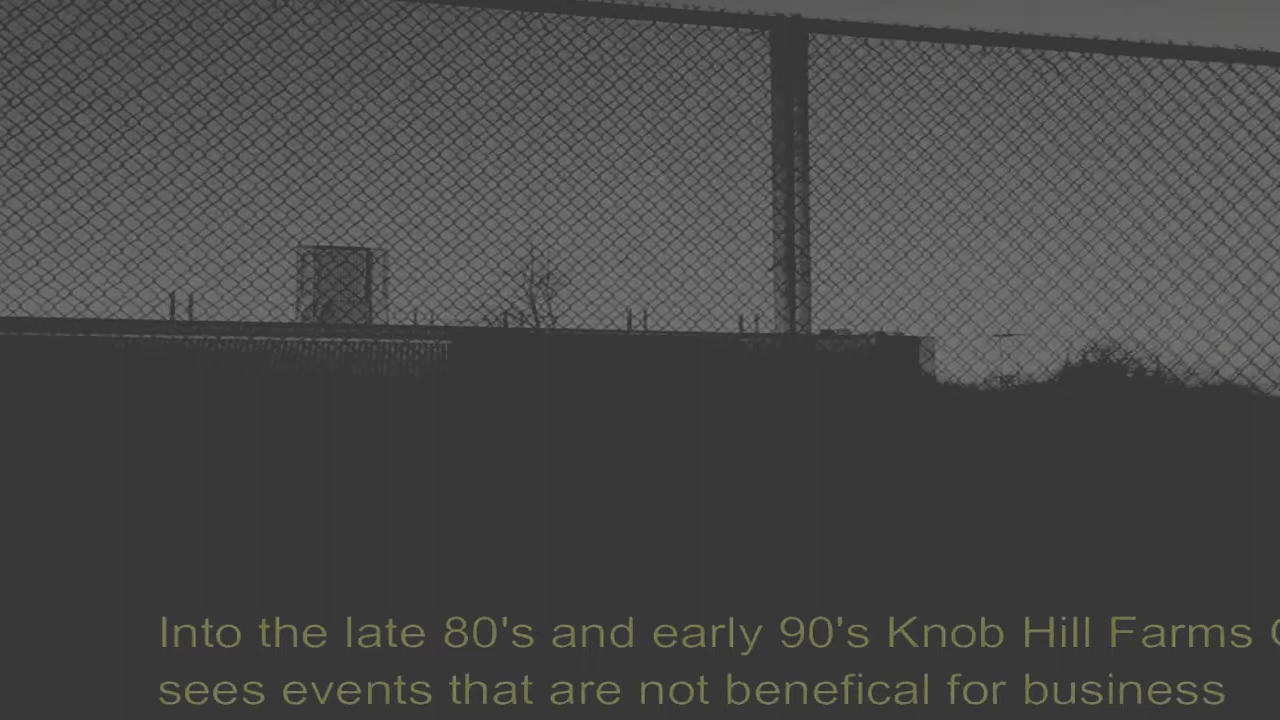 Into the late 80's and early 90's Knob Hill Farms
sees events that are not benefical for business